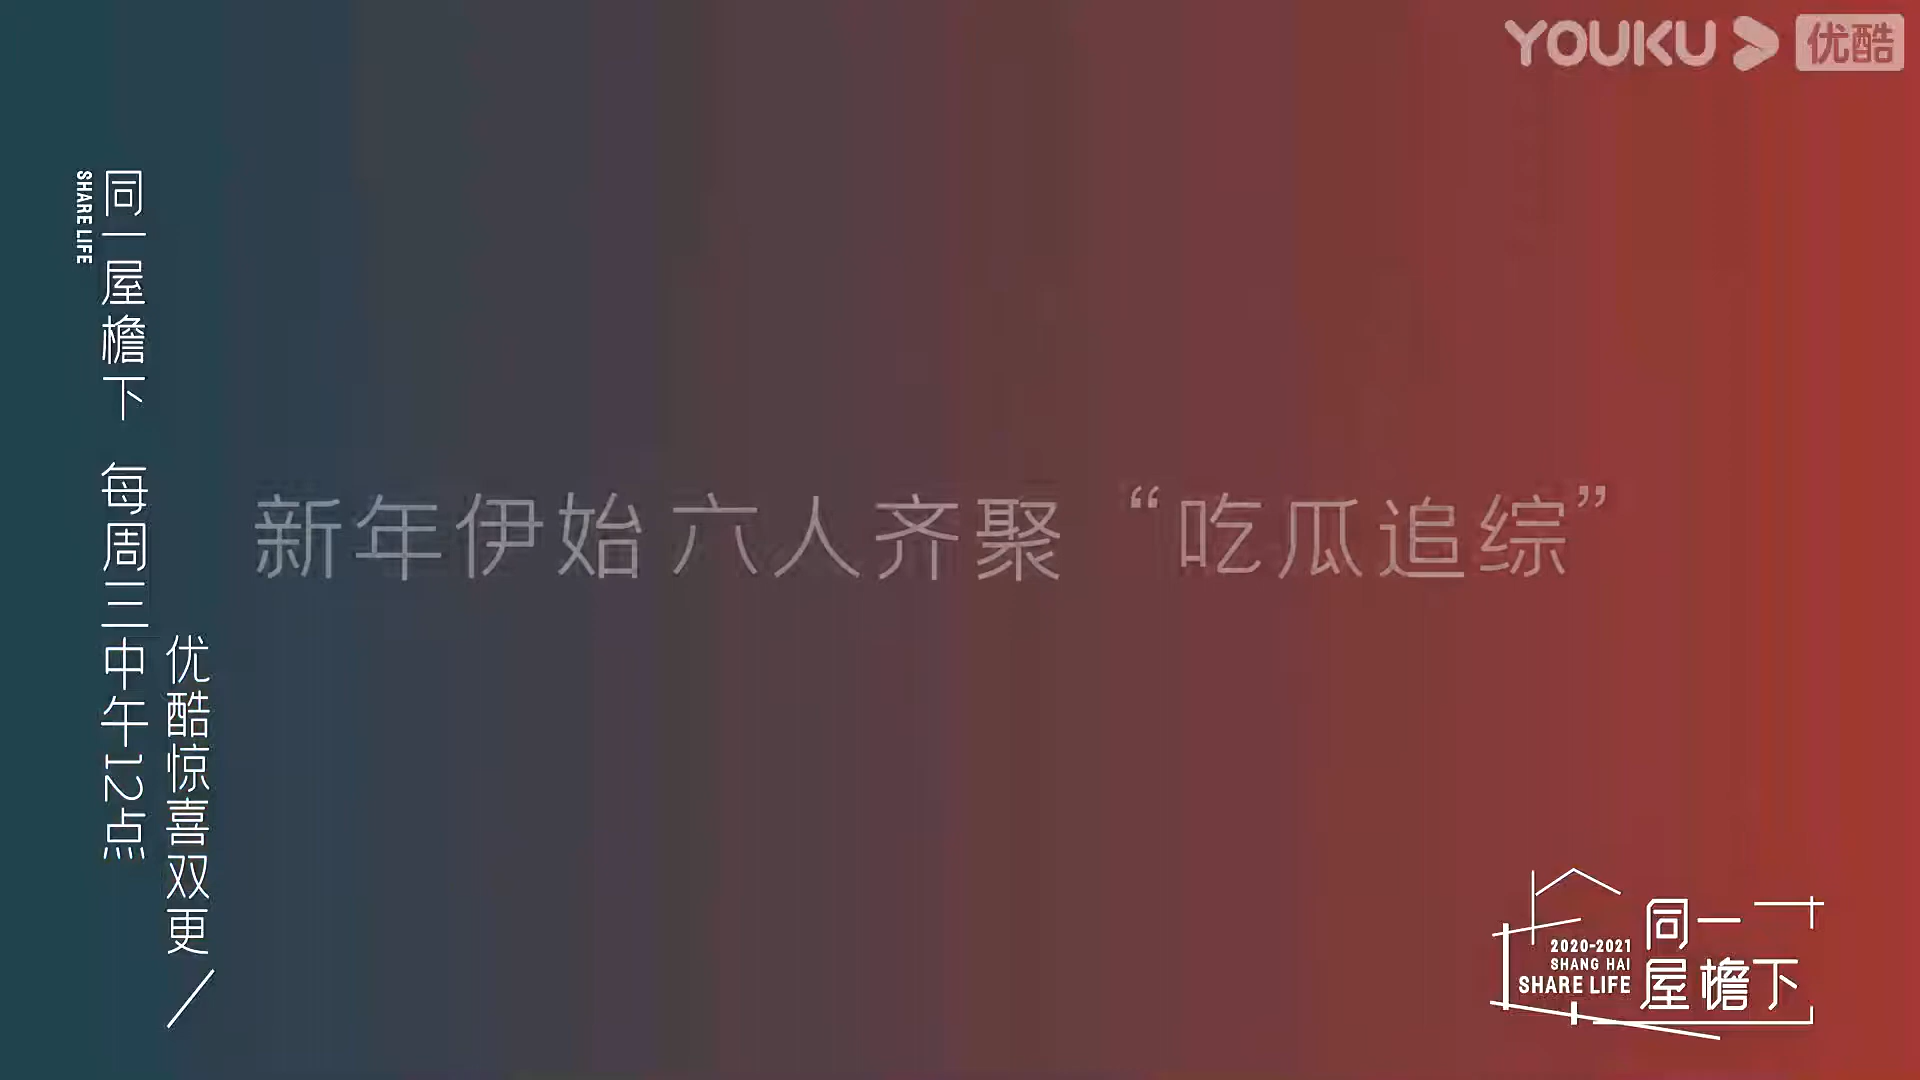 YOUKU 优酷
同一屋檐下 每周三中午12点
SHARE LIFE
优酷惊喜双更
新年伊始 六人齐聚 “吃瓜追综”
同一
屋檐下
2020-2021
SHANG HAI
SHARE LIFE